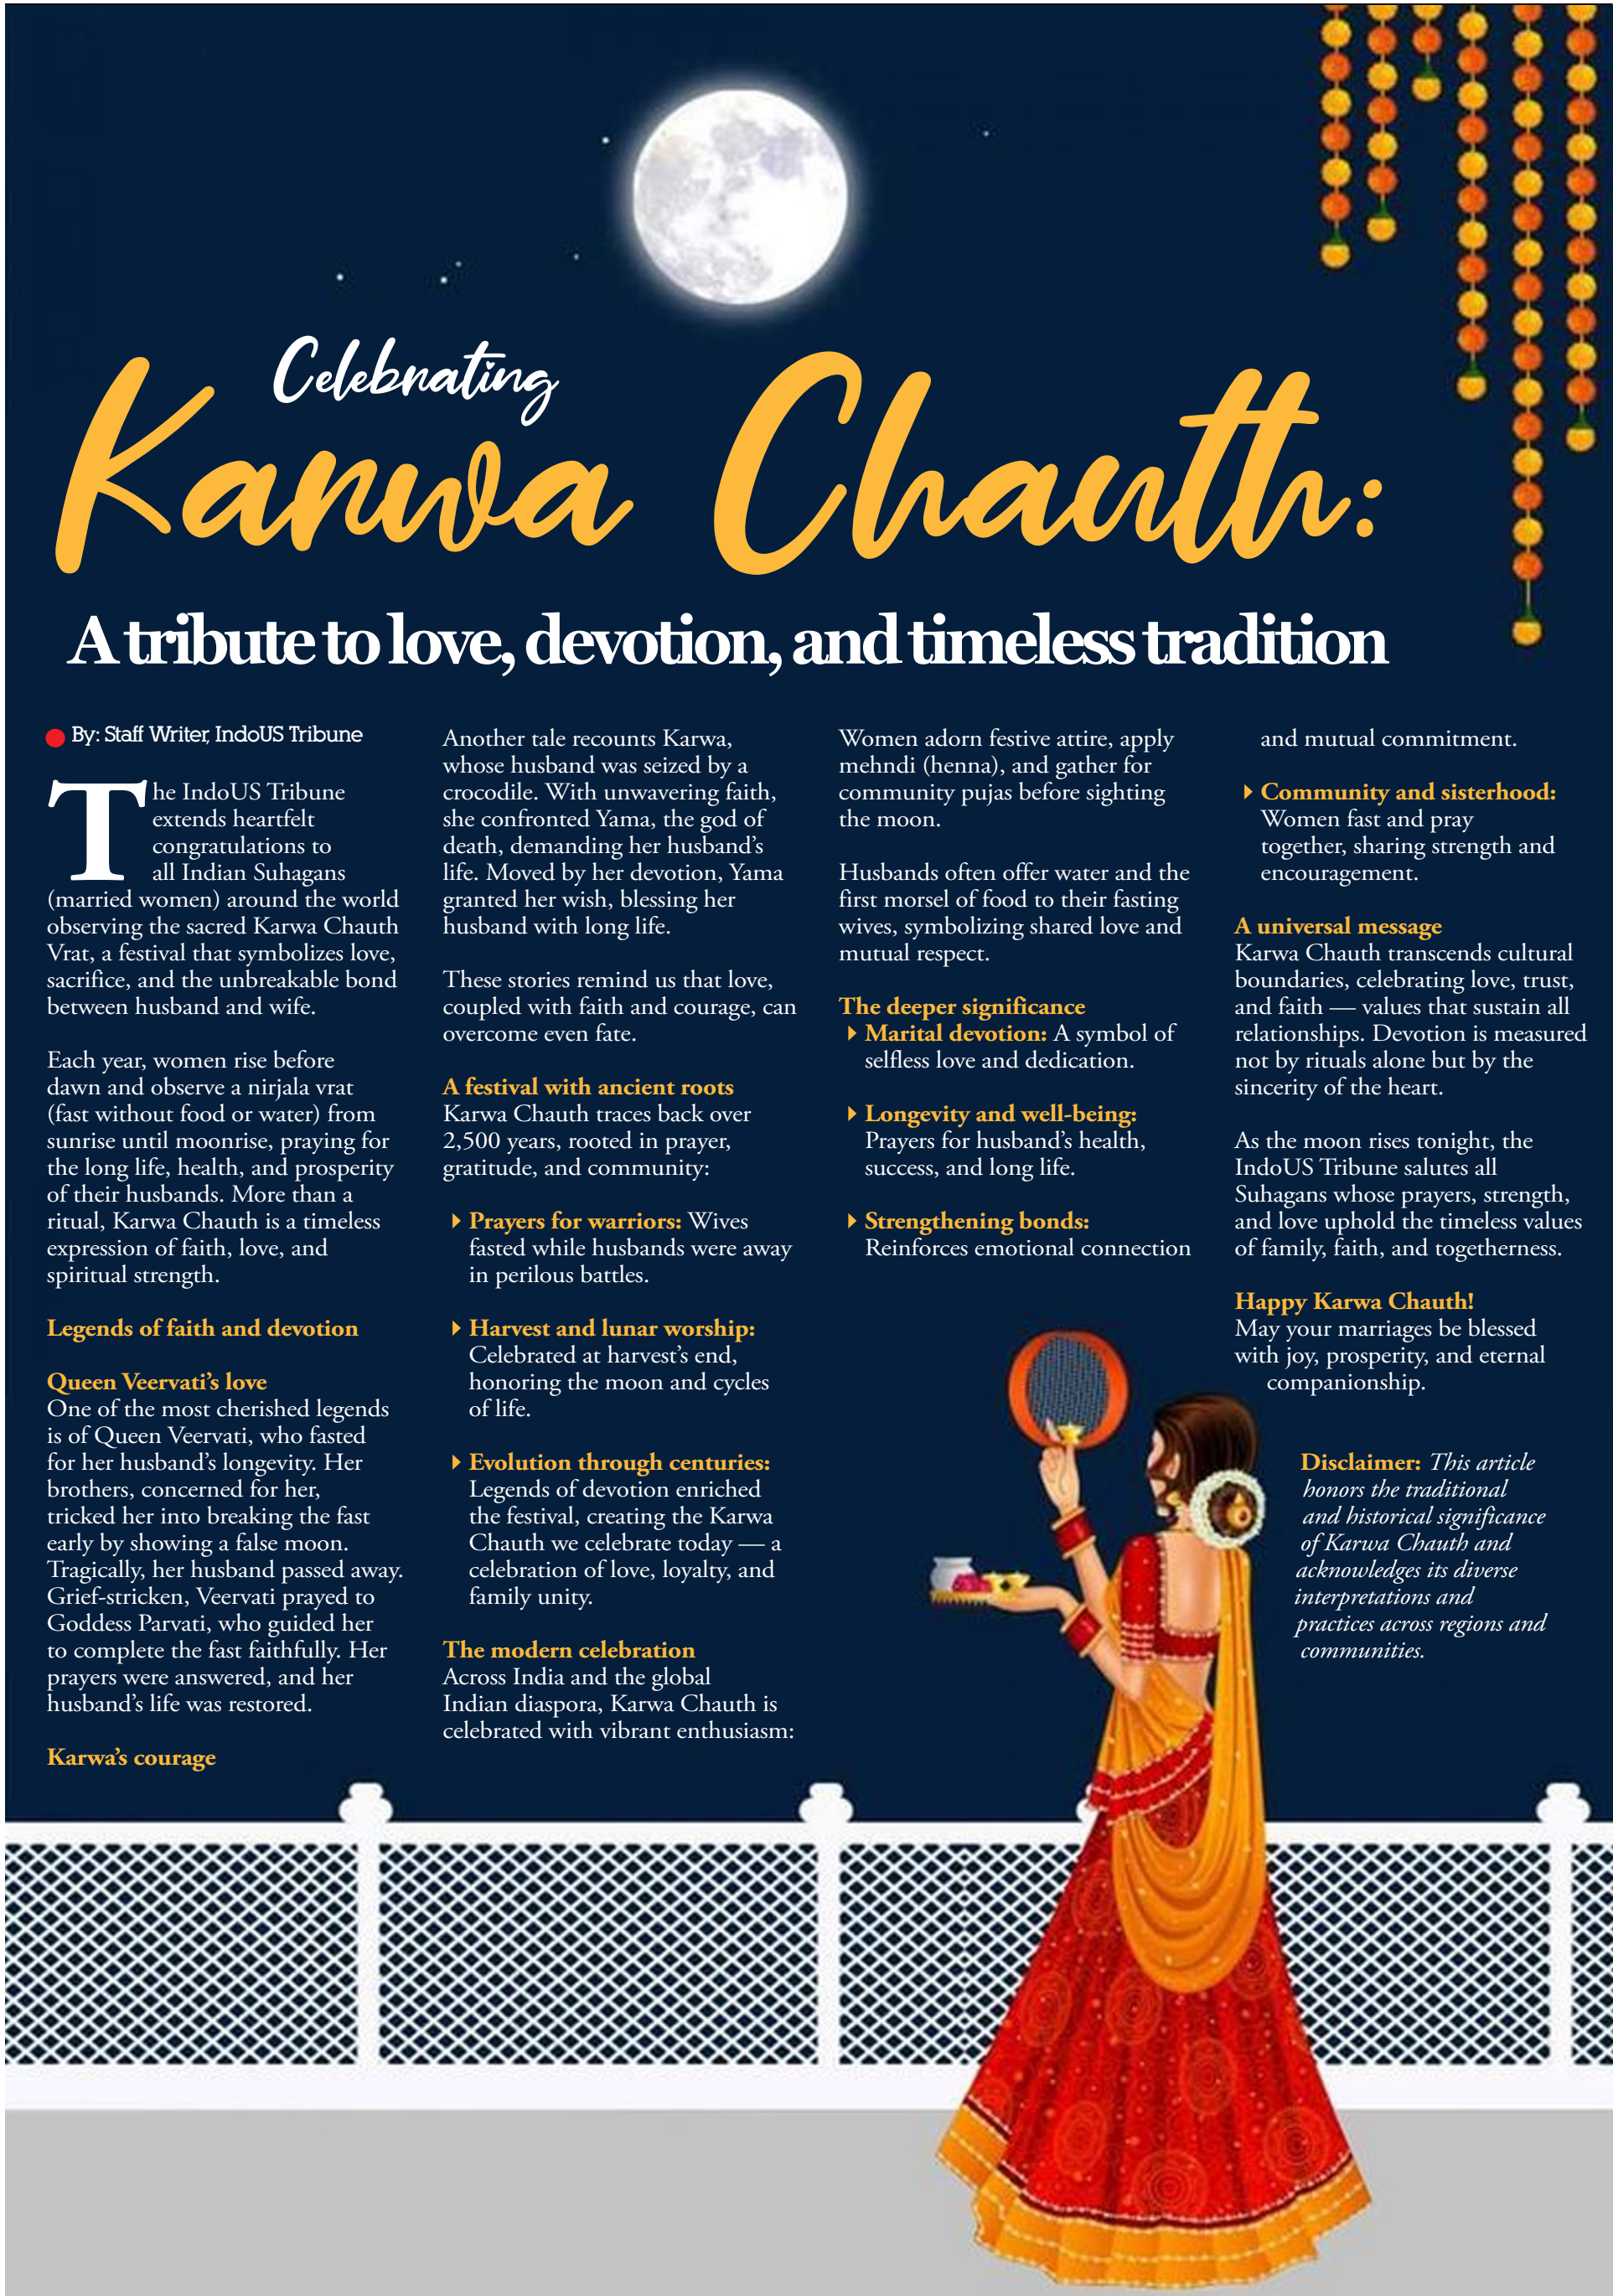 Celebrating
Karwa Chauth:
A tribute to love, devotion, and timeless tradition
By: Staff Writer, IndoUS Tribune
The IndoUS Tribune
extends heartfelt
congratulations to
all Indian Suhagans
(married women) around the world
observing the sacred Karwa Chauth
Vrat, a festival that symbolizes love,
sacrifice, and the unbreakable bond
between husband and wife.
Each year, women rise before
dawn and observe a nirjala vrat
(fast without food or water) from
sunrise until moonrise, praying for
the long life, health, and prosperity
of their husbands. More than a
ritual, Karwa Chauth is a timeless
expression of faith, love, and
spiritual strength.
Legends of faith and devotion
Queen Veervati's love
One of the most cherished legends
is of Queen Veervati, who fasted
for her husband's longevity. Her
brothers, concerned for her,
tricked her into breaking the fast
early by showing a false moon.
Tragically, her husband passed away.
Grief-stricken, Veervati prayed to
Goddess Parvati, who guided her
to complete the fast faithfully. Her
prayers were answered, and her
husband's life was restored.
Karwa's courage
Another tale recounts Karwa,
whose husband was seized by a
crocodile. With unwavering faith,
she confronted Yama, the god of
death, demanding her husband's
life. Moved by her devotion, Yama
granted her wish, blessing her
husband with long life.
These stories remind us that love,
coupled with faith and courage, can
overcome even fate.
A festival with ancient roots
Karwa Chauth traces back over
2,500 years, rooted in prayer,
gratitude, and community:
Prayers for warriors: Wives
fasted while husbands were away
in perilous battles.
Harvest and lunar worship:
Celebrated at harvest's end,
honoring the moon and cycles
of life.
Evolution through centuries:
Legends of devotion enriched
the festival, creating the Karwa
Chauth we celebrate today — a
celebration of love, loyalty, and
family unity.
The modern celebration
Across India and the global
Indian diaspora, Karwa Chauth is
celebrated with vibrant enthusiasm:
Women adorn festive attire, apply
mehndi (henna), and gather for
community pujas before sighting
the moon.
Husbands often offer water and the
first morsel of food to their fasting
wives, symbolizing shared love and
mutual respect.
The deeper significance
Marital devotion: A symbol of
selfless love and dedication.
Longevity and well-being:
Prayers for husband's health,
success, and long life.
Strengthening bonds:
Reinforces emotional connection
and mutual commitment.
Community and sisterhood:
Women fast and pray
together, sharing strength and
encouragement.
A universal message
Karwa Chauth transcends cultural
boundaries, celebrating love, trust,
and faith — values that sustain all
relationships. Devotion is measured
not by rituals alone but by the
sincerity of the heart.
As the moon rises tonight, the
IndoUS Tribune salutes all
Suhagans whose prayers, strength,
and love uphold the timeless values
of family, faith, and togetherness.
Happy Karwa Chauth!
May your marriages be blessed
with joy, prosperity, and eternal
companionship.
Disclaimer: This article
honors the traditional
and historical significance
of Karwa Chauth and
acknowledges its diverse
interpretations and
practices across regions and
communities.